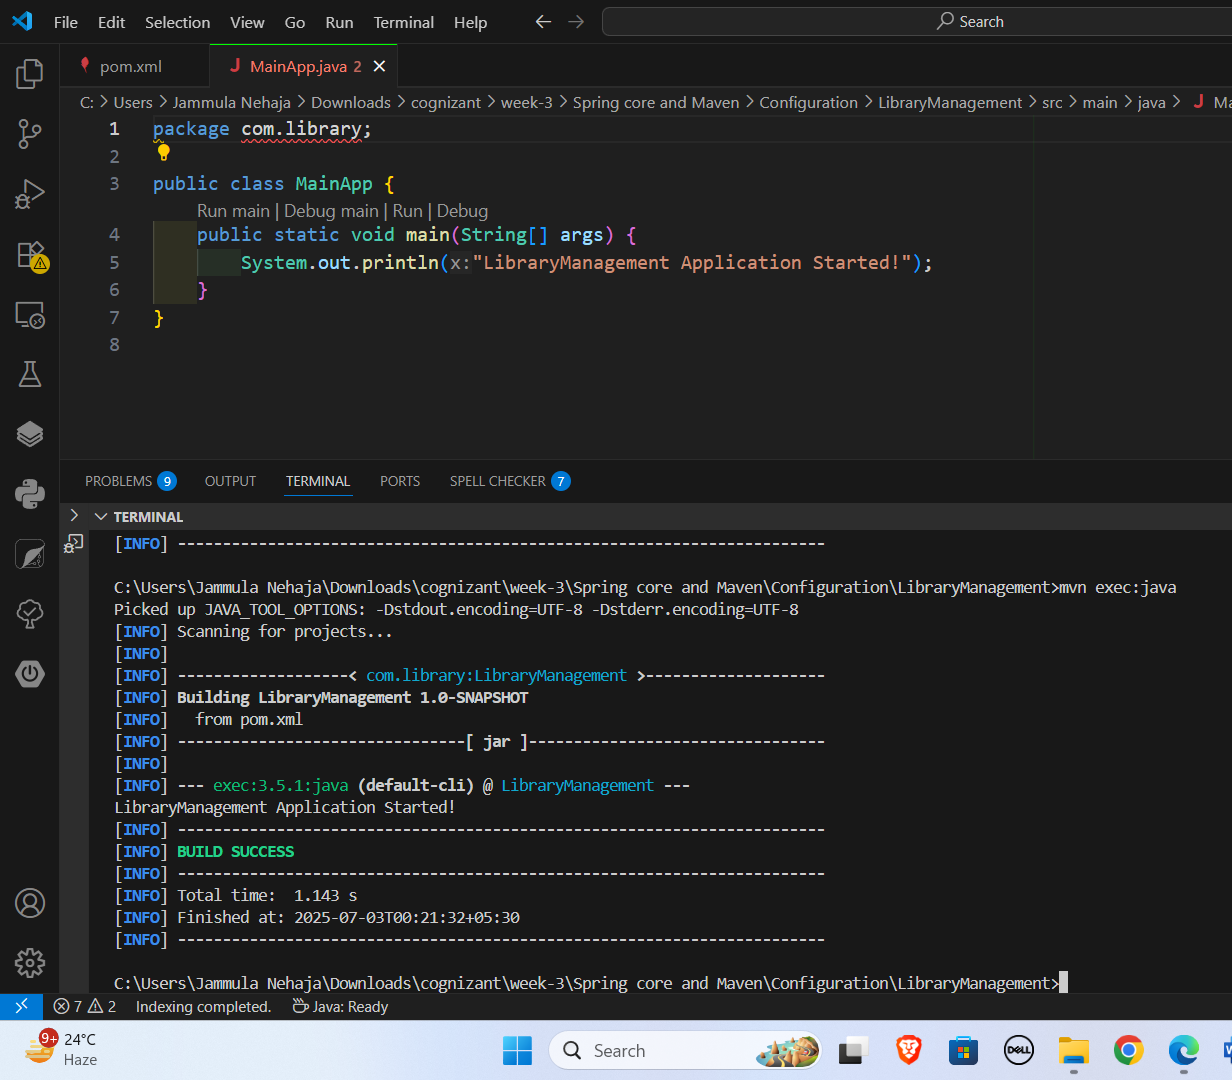 File Edit Selection View Go Run Terminal Help ← → Search
pom.xml J MainApp.java 2 ×
C: > Users > Jammula Nehaja > Downloads > cognizant > week-3 > Spring core and Maven > Configuration > LibraryManagement > src > main > java > J Ma
1 package com.library;
2
3 public class MainApp {
Run main | Debug main | Run | Debug
4 public static void main(String[] args) {
5 System.out.println(x:"LibraryManagement Application Started!");
6 }
7 }
8
PROBLEMS 9 OUTPUT TERMINAL PORTS SPELL CHECKER 7
TERMINAL
[INFO] ------------------------------------------------------------------------
C:\Users\Jammula Nehaja\Downloads\cognizant\week-3\Spring core and Maven\Configuration\LibraryManagement>mvn exec:java
Picked up JAVA_TOOL_OPTIONS: -Dstdout.encoding=UTF-8 -Dstderr.encoding=UTF-8
[INFO] Scanning for projects...
[INFO]
[INFO] -------------------< com.library:LibraryManagement >--------------------
[INFO] Building LibraryManagement 1.0-SNAPSHOT
[INFO] from pom.xml
[INFO] --------------------------------[ jar ]---------------------------------
[INFO]
[INFO] --- exec:3.5.1:java (default-cli) @ LibraryManagement ---
LibraryManagement Application Started!
[INFO] ------------------------------------------------------------------------
[INFO] BUILD SUCCESS
[INFO] ------------------------------------------------------------------------
[INFO] Total time: 1.143 s
[INFO] Finished at: 2025-07-03T00:21:32+05:30
[INFO] ------------------------------------------------------------------------
C:\Users\Jammula Nehaja\Downloads\cognizant\week-3\Spring core and Maven\Configuration\LibraryManagement>
7 2 Indexing completed. Java: Ready
9+ 24°C
Haze
Search
DELL
W